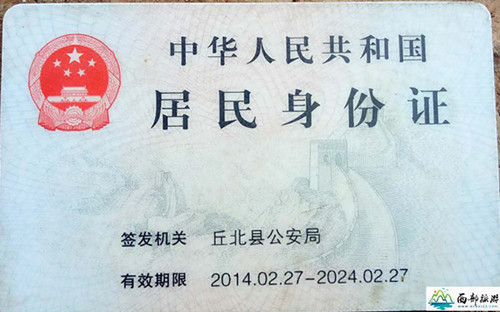 中华人民共和国
居民身份证
签发机关 丘北县公安局
有效期限 2014.02.27-2024.02.27
西部旅游